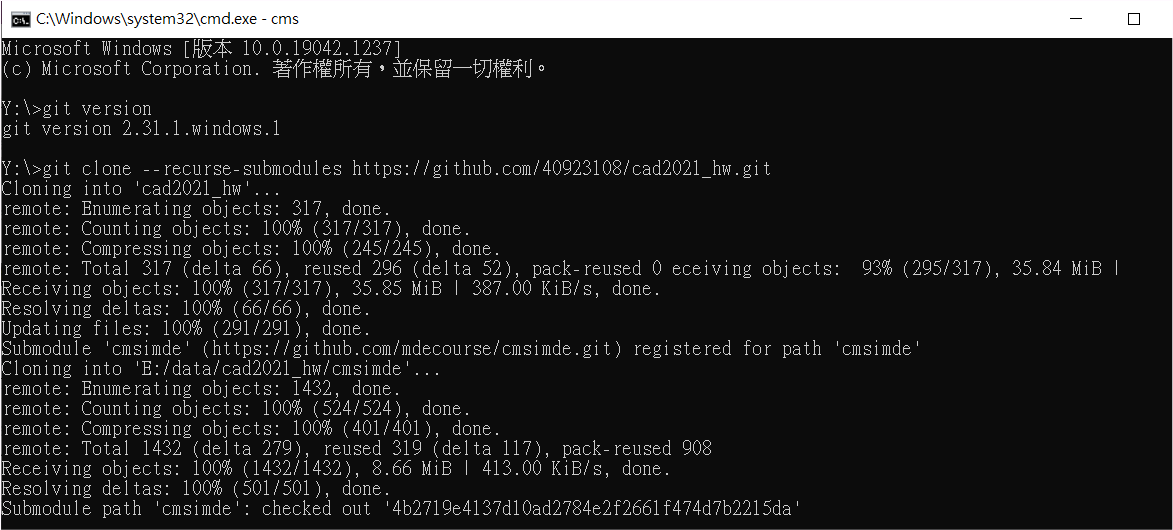 C:\Windows\system32\cmd.exe - cms
Microsoft Windows [版本 10.0.19042.1237]
(c) Microsoft Corporation. 著作權所有，並保留一切權利。
Y:\>git version
git version 2.31.1.windows.1
Y:\>git clone --recurse-submodules https://github.com/40923108/cad2021_hw.git
Cloning into 'cad2021_hw'...
remote: Enumerating objects: 317, done.
remote: Counting objects: 100% (317/317), done.
remote: Compressing objects: 100% (245/245), done.
remote: Total 317 (delta 66), reused 296 (delta 52), pack-reused 0 eceiving objects:  93% (295/317), 35.84 MiB |
Receiving objects: 100% (317/317), 35.85 MiB | 387.00 KiB/s, done.
Resolving deltas: 100% (66/66), done.
Updating files: 100% (291/291), done.
Submodule 'cmsimde' (https://github.com/mdecourse/cmsimde.git) registered for path 'cmsimde'
Cloning into 'E:/data/cad2021_hw/cmsimde'...
remote: Enumerating objects: 1432, done.
remote: Counting objects: 100% (524/524), done.
remote: Compressing objects: 100% (401/401), done.
remote: Total 1432 (delta 279), reused 319 (delta 117), pack-reused 908
Receiving objects: 100% (1432/1432), 8.66 MiB | 413.00 KiB/s, done.
Resolving deltas: 100% (501/501), done.
Submodule path 'cmsimde': checked out '4b2719e4137d10ad2784e2f2661f474d7b2215da'